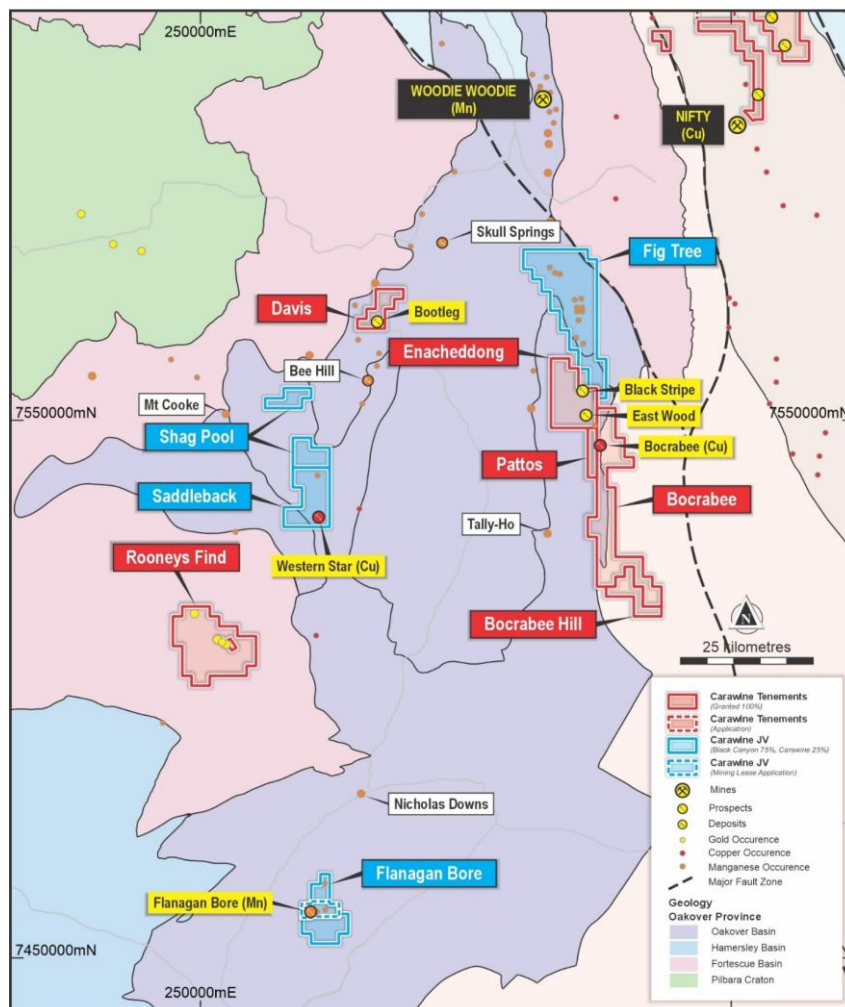 250000mE
WOODIE WOODIE
(Mn)
NIFTY
(Cu)
Skull Springs
Fig Tree
Davis
Bootleg
Enacheddong
Bee Hill
Black Stripe
Mt Cooke
7550000mN
East Wood
7550000mN
Shag Pool
Bocrabee (Cu)
Pattos
Saddleback
Bocrabee
Tally-Ho
Rooneys Find
Western Star (Cu)
Bocrabee Hill
N
25 kilometres
Carawine Tenements
(Granted 100%)
Carawine Tenements
(Application)
Carawine JV
(Black Canyon 75%, Carawine 25%)
Carawine JV
(Mining Lease Application)
Mines
Prospects
Deposits
Gold Occurence
Copper Occurence
Manganese Occurence
Major Fault Zone
Geology
Oakover Province
Oakover Basin
Hamersley Basin
Fortescue Basin
Pilbara Craton
Nicholas Downs
Flanagan Bore
Flanagan Bore (Mn)
7450000mN
250000mE